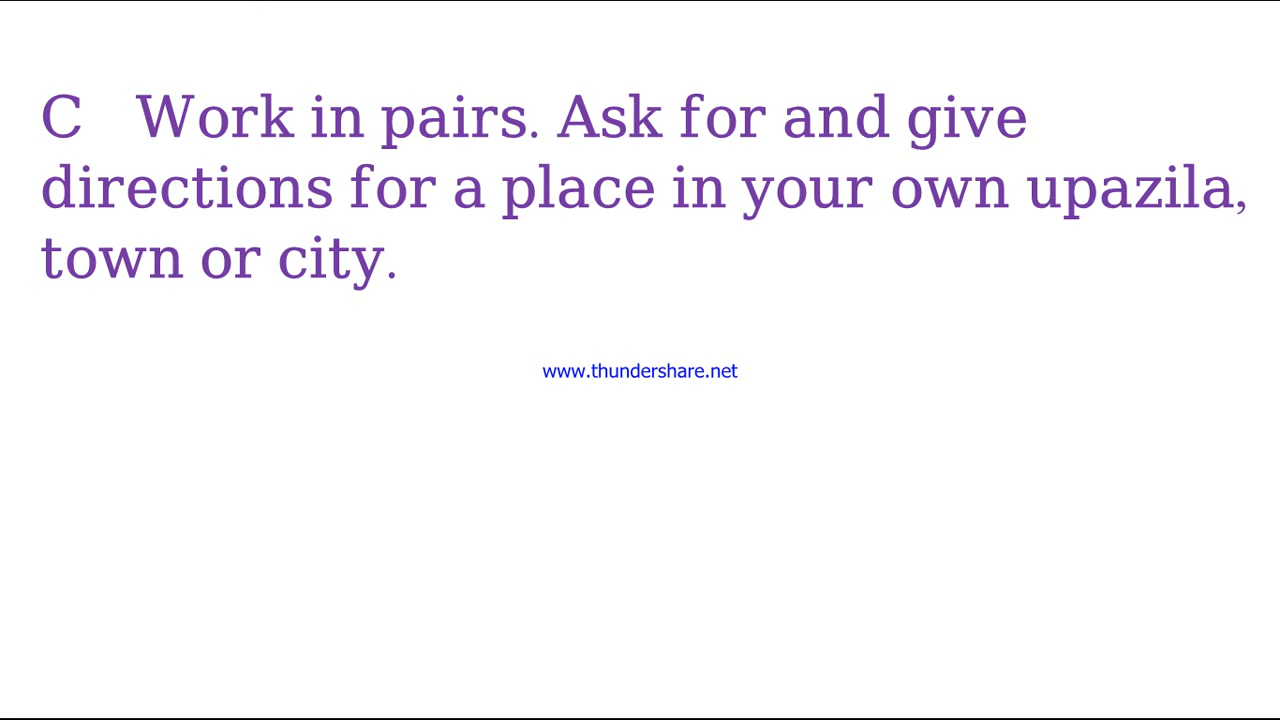 C Work in pairs. Ask for and give
directions for a place in your own upazila,
town or city.
www.thundershare.net